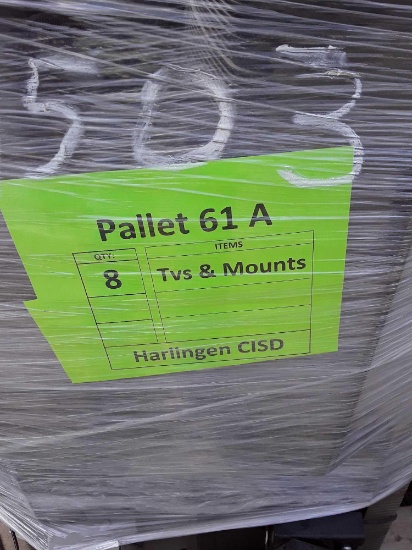 503
Pallet 61 A
QTY. ITEMS
8 Tvs & Mounts
Harlingen CISD